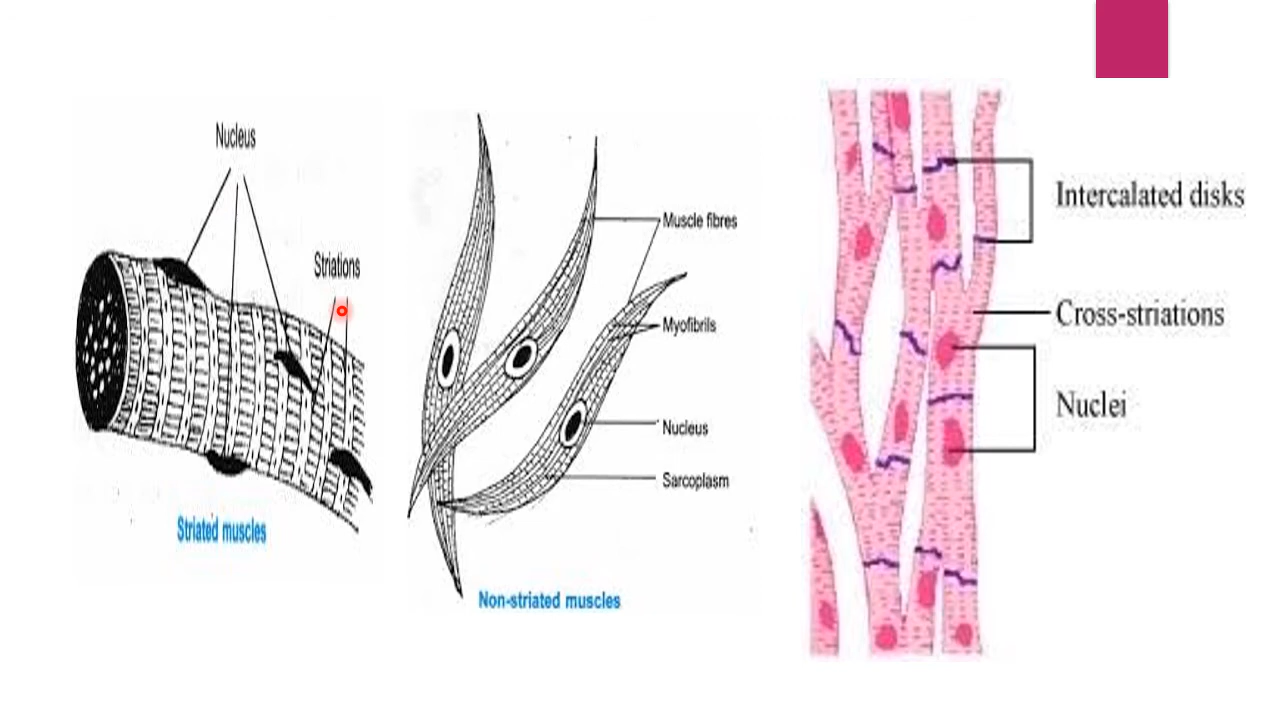 Nucleus
Striations
Striated muscles
Muscle fibres
Myofibrils
Nucleus
Sarcoplasm
Non-striated muscles
Intercalated disks
Cross-striations
Nuclei